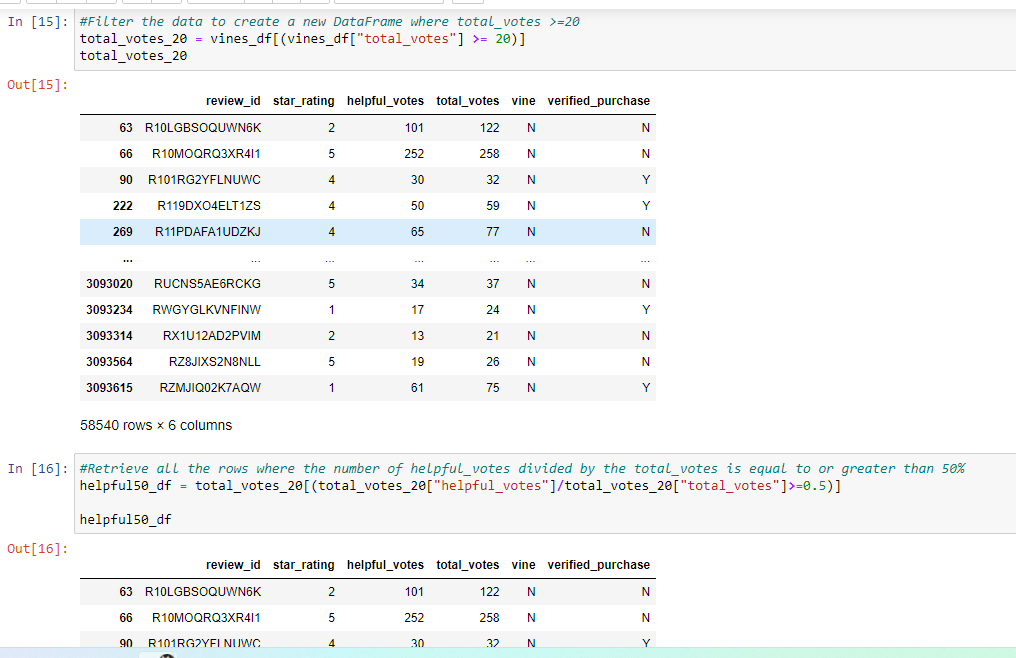 In [15]: #Filter the data to create a new DataFrame where total_votes >=20
total_votes_20 = vines_df[(vines_df["total_votes"] >= 20)]
total_votes_20
Out[15]:
review_id star_rating helpful_votes total_votes vine verified_purchase
63 R10LGBSOQUWN6K 2 101 122 N N
66 R10MOQRQ3XR4I1 5 252 258 N N
90 R101RG2YFLNUWC 4 30 32 N Y
222 R119DXO4ELT1ZS 4 50 59 N Y
269 R11PDAFA1UDZKJ 4 65 77 N N
... ... ... ... ... ... ...
3093020 RUCNS5AE6RCKG 5 34 37 N N
3093234 RWGYGLKVNFINW 1 17 24 N Y
3093314 RX1U12AD2PVIM 2 13 21 N N
3093564 RZ8JIXS2N8NLL 5 19 26 N N
3093615 RZMJIQ02K7AQW 1 61 75 N Y
58540 rows × 6 columns
In [16]: #Retrieve all the rows where the number of helpful_votes divided by the total_votes is equal to or greater than 50%
helpful50_df = total_votes_20[(total_votes_20["helpful_votes"]/total_votes_20["total_votes"]>=0.5)]
helpful50_df
Out[16]:
review_id star_rating helpful_votes total_votes vine verified_purchase
63 R10LGBSOQUWN6K 2 101 122 N N
66 R10MOQRQ3XR4I1 5 252 258 N N
90 R101RG2YFLNUWC 4 30 32 N Y